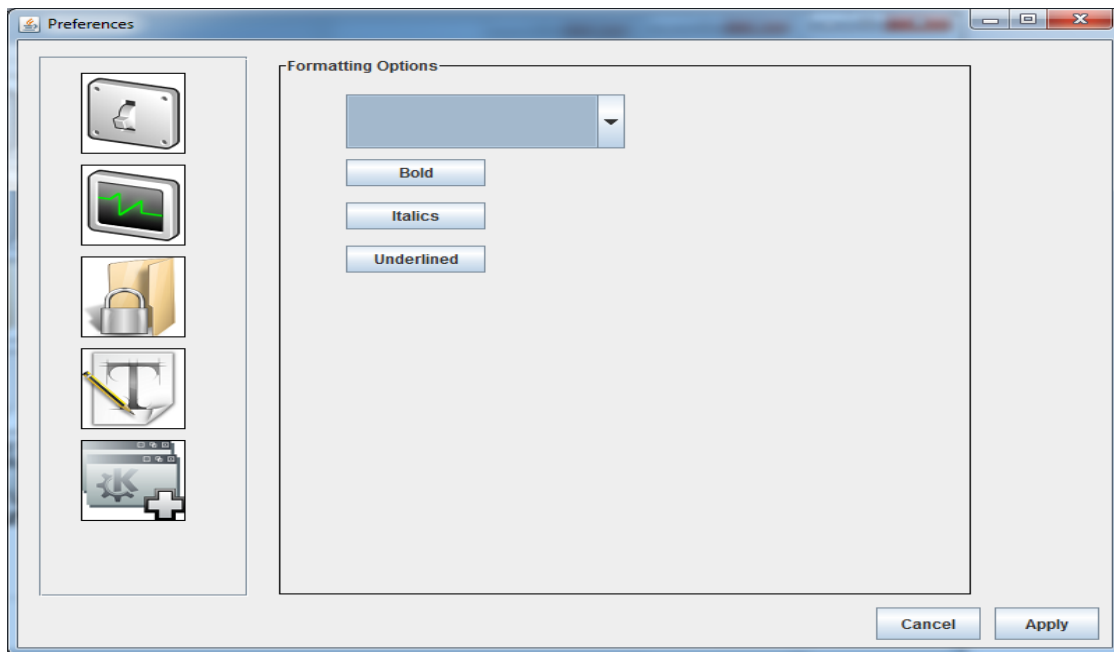 Preferences
Formatting Options
Bold
Italics
Underlined
T
K
Cancel
Apply